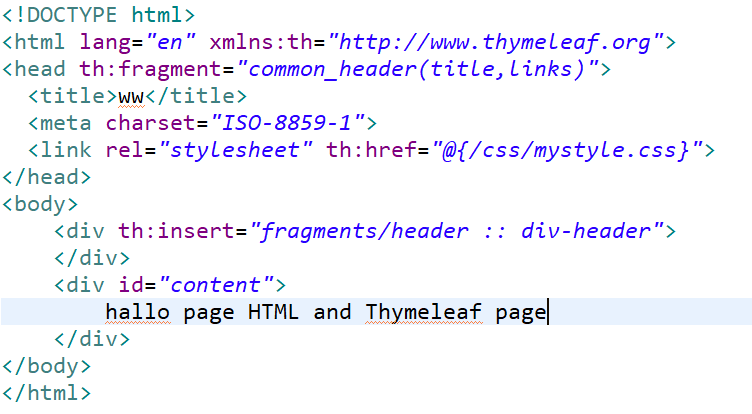 <!DOCTYPE html>
<html lang="en" xmlns:th="http://www.thymeleaf.org">
<head th:fragment="common_header(title,links)">
  <title>ww</title>
  <meta charset="ISO-8859-1">
  <link rel="stylesheet" th:href="@{/css/mystyle.css}">
</head>
<body>
    <div th:insert="fragments/header :: div-header">
    </div>
    <div id="content">
        hallo page HTML and Thymeleaf page
    </div>
</body>
</html>